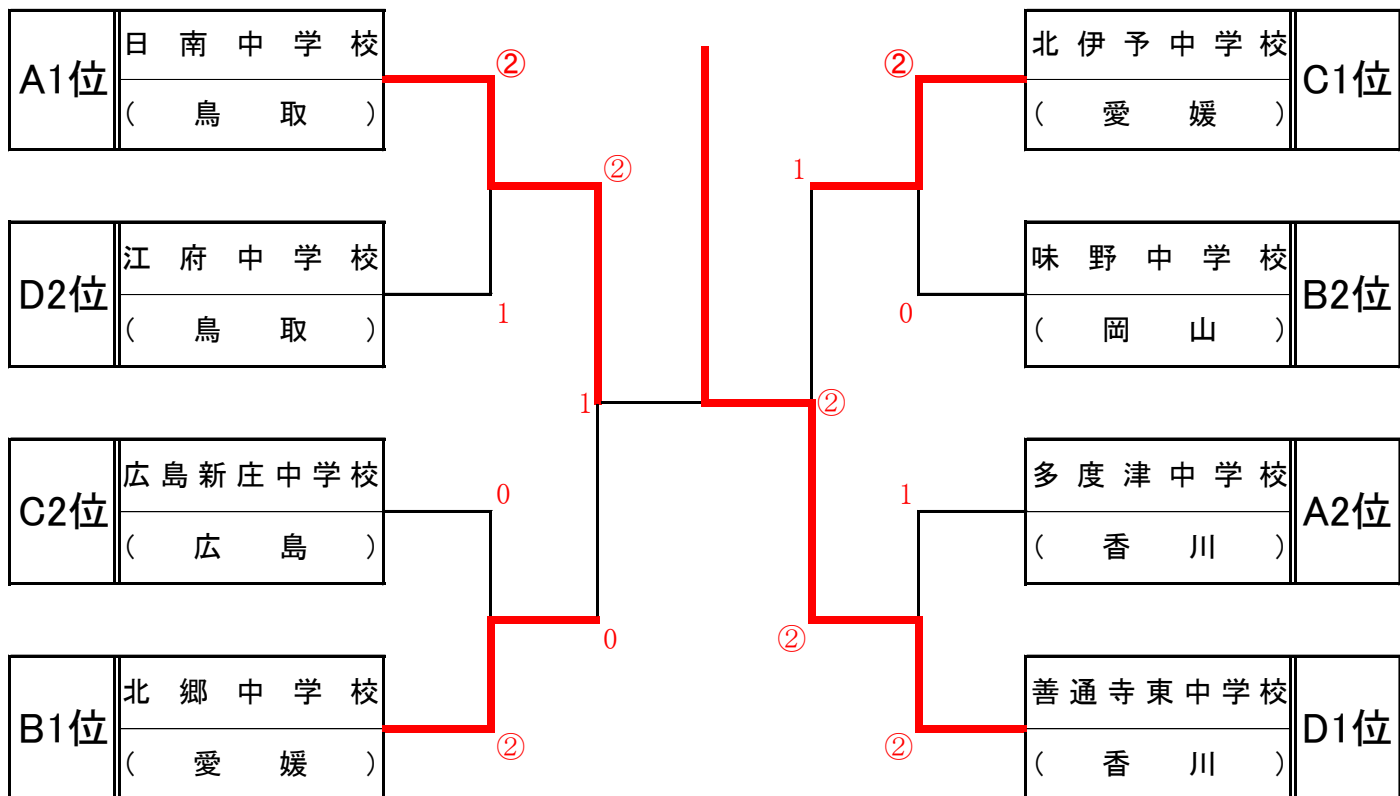 A1位
日南中学校
(鳥取)
②
②
北伊予中学校
(愛媛)
C1位
②
1
D2位
江府中学校
(鳥取)
1
0
味野中学校
(岡山)
B2位
1
②
C2位
広島新庄中学校
(広島)
0
1
多度津中学校
(香川)
A2位
0
②
B1位
北郷中学校
(愛媛)
②
②
善通寺東中学校
(香川)
D1位